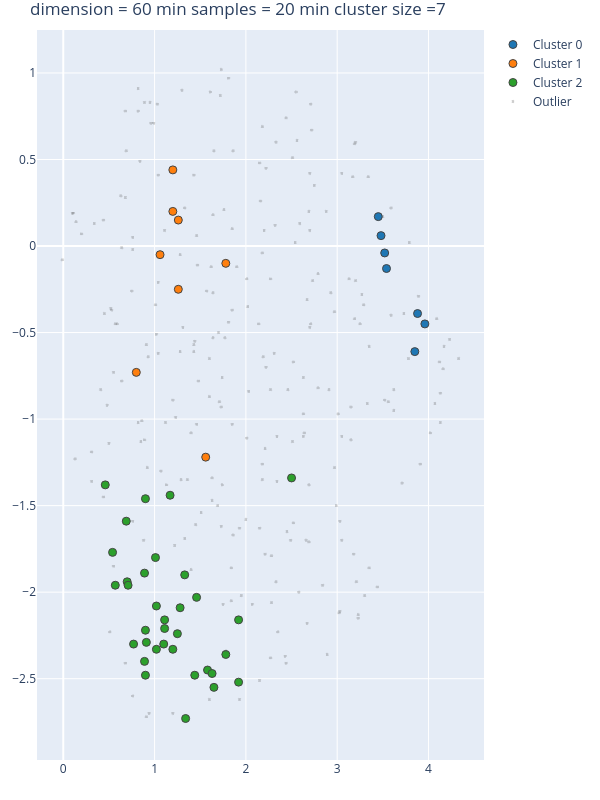 dimension = 60 min samples = 20 min cluster size =7
Cluster 0
Cluster 1
Cluster 2
Outlier
1
0.5
0
−0.5
−1
−1.5
−2
−2.5
0 1 2 3 4